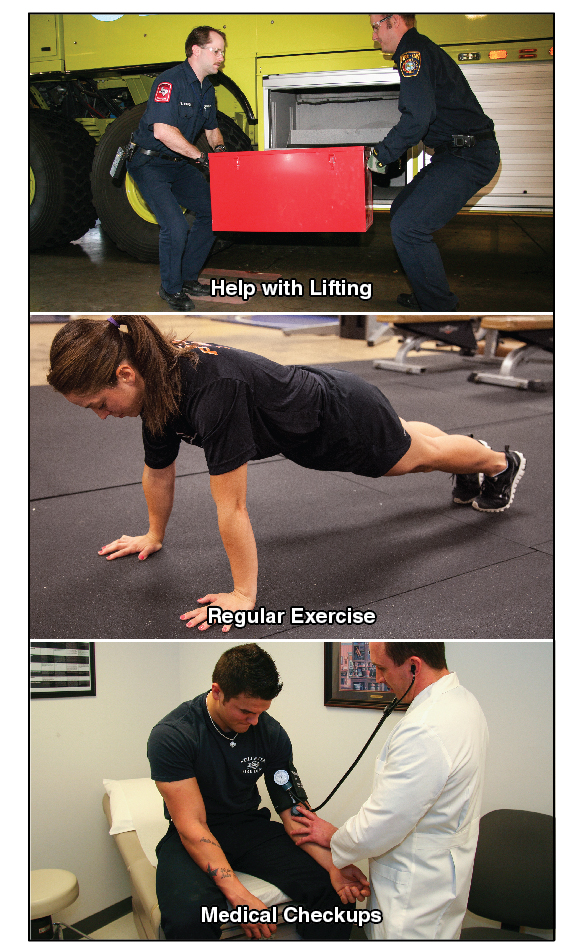 Help with Lifting
Regular Exercise
Medical Checkups